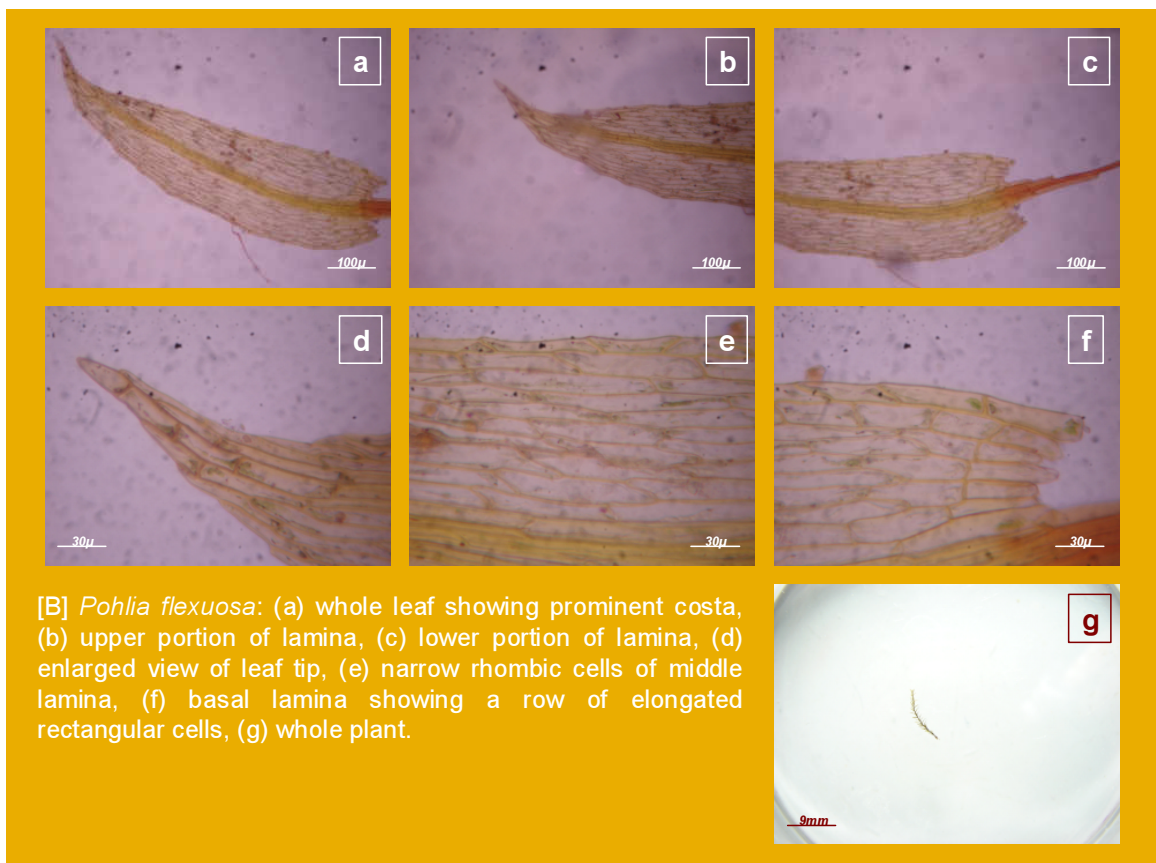 a
b
c
100µ
100µ
100µ
d
e
f
30µ
30µ
30µ
[B] Pohlia flexuosa: (a) whole leaf showing prominent costa,
(b) upper portion of lamina, (c) lower portion of lamina, (d)
enlarged view of leaf tip, (e) narrow rhombic cells of middle
lamina, (f) basal lamina showing a row of elongated
rectangular cells, (g) whole plant.
g
9mm